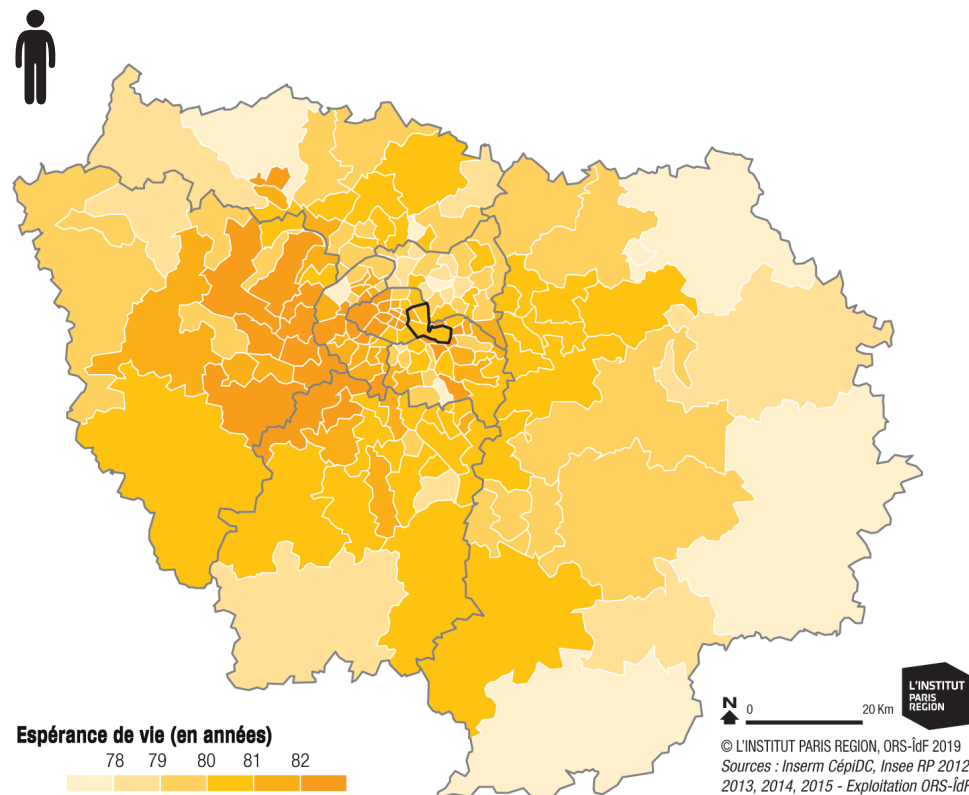 Espérance de vie (en années)
78 79 80 81 82
N 0 20 Km
L'INSTITUT
PARIS
REGION
© L'INSTITUT PARIS REGION, ORS-ÎdF 2019
Sources : Inserm CépiDC, Insee RP 2012,
2013, 2014, 2015 - Exploitation ORS-ÎdF